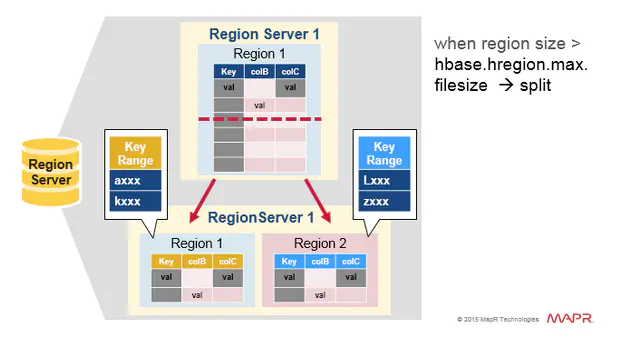 Region Server 1
Region 1
Key colB colC
val val
val
when region size >
hbase.hregion.max.
filesize → split
Region
Server
Key
Range
axxx
kxxx
Key
Range
Lxxx
zxxx
RegionServer 1
Region 1
Key colB colC
val val
val
Region 2
Key colB colC
val val
val
© 2015 MapR Technologies
MAPR.